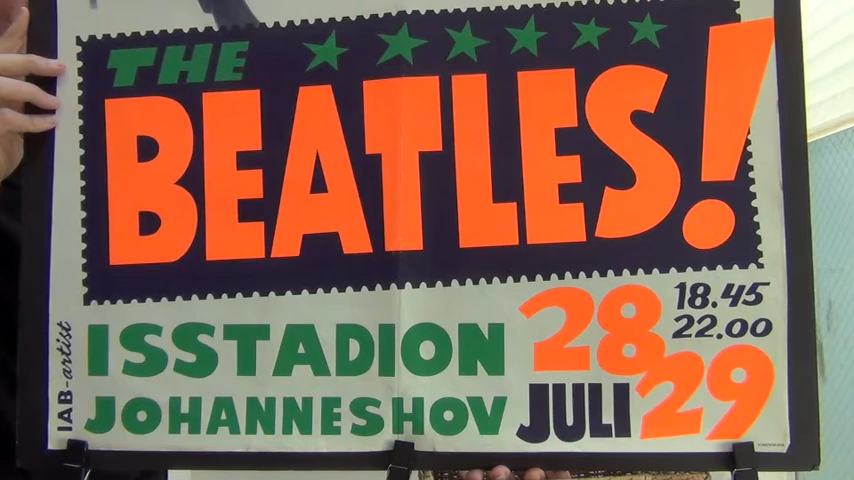 THE
BEATLES!
ISSTADION
JOHANNESHOV
28 18.45
22.00
JULI 29
IAB-artist